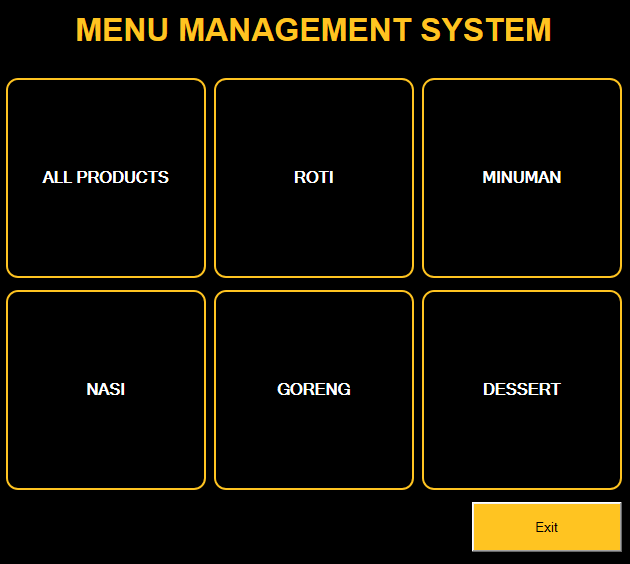 MENU MANAGEMENT SYSTEM
ALL PRODUCTS
ROTI
MINUMAN
NASI
GORENG
DESSERT
Exit